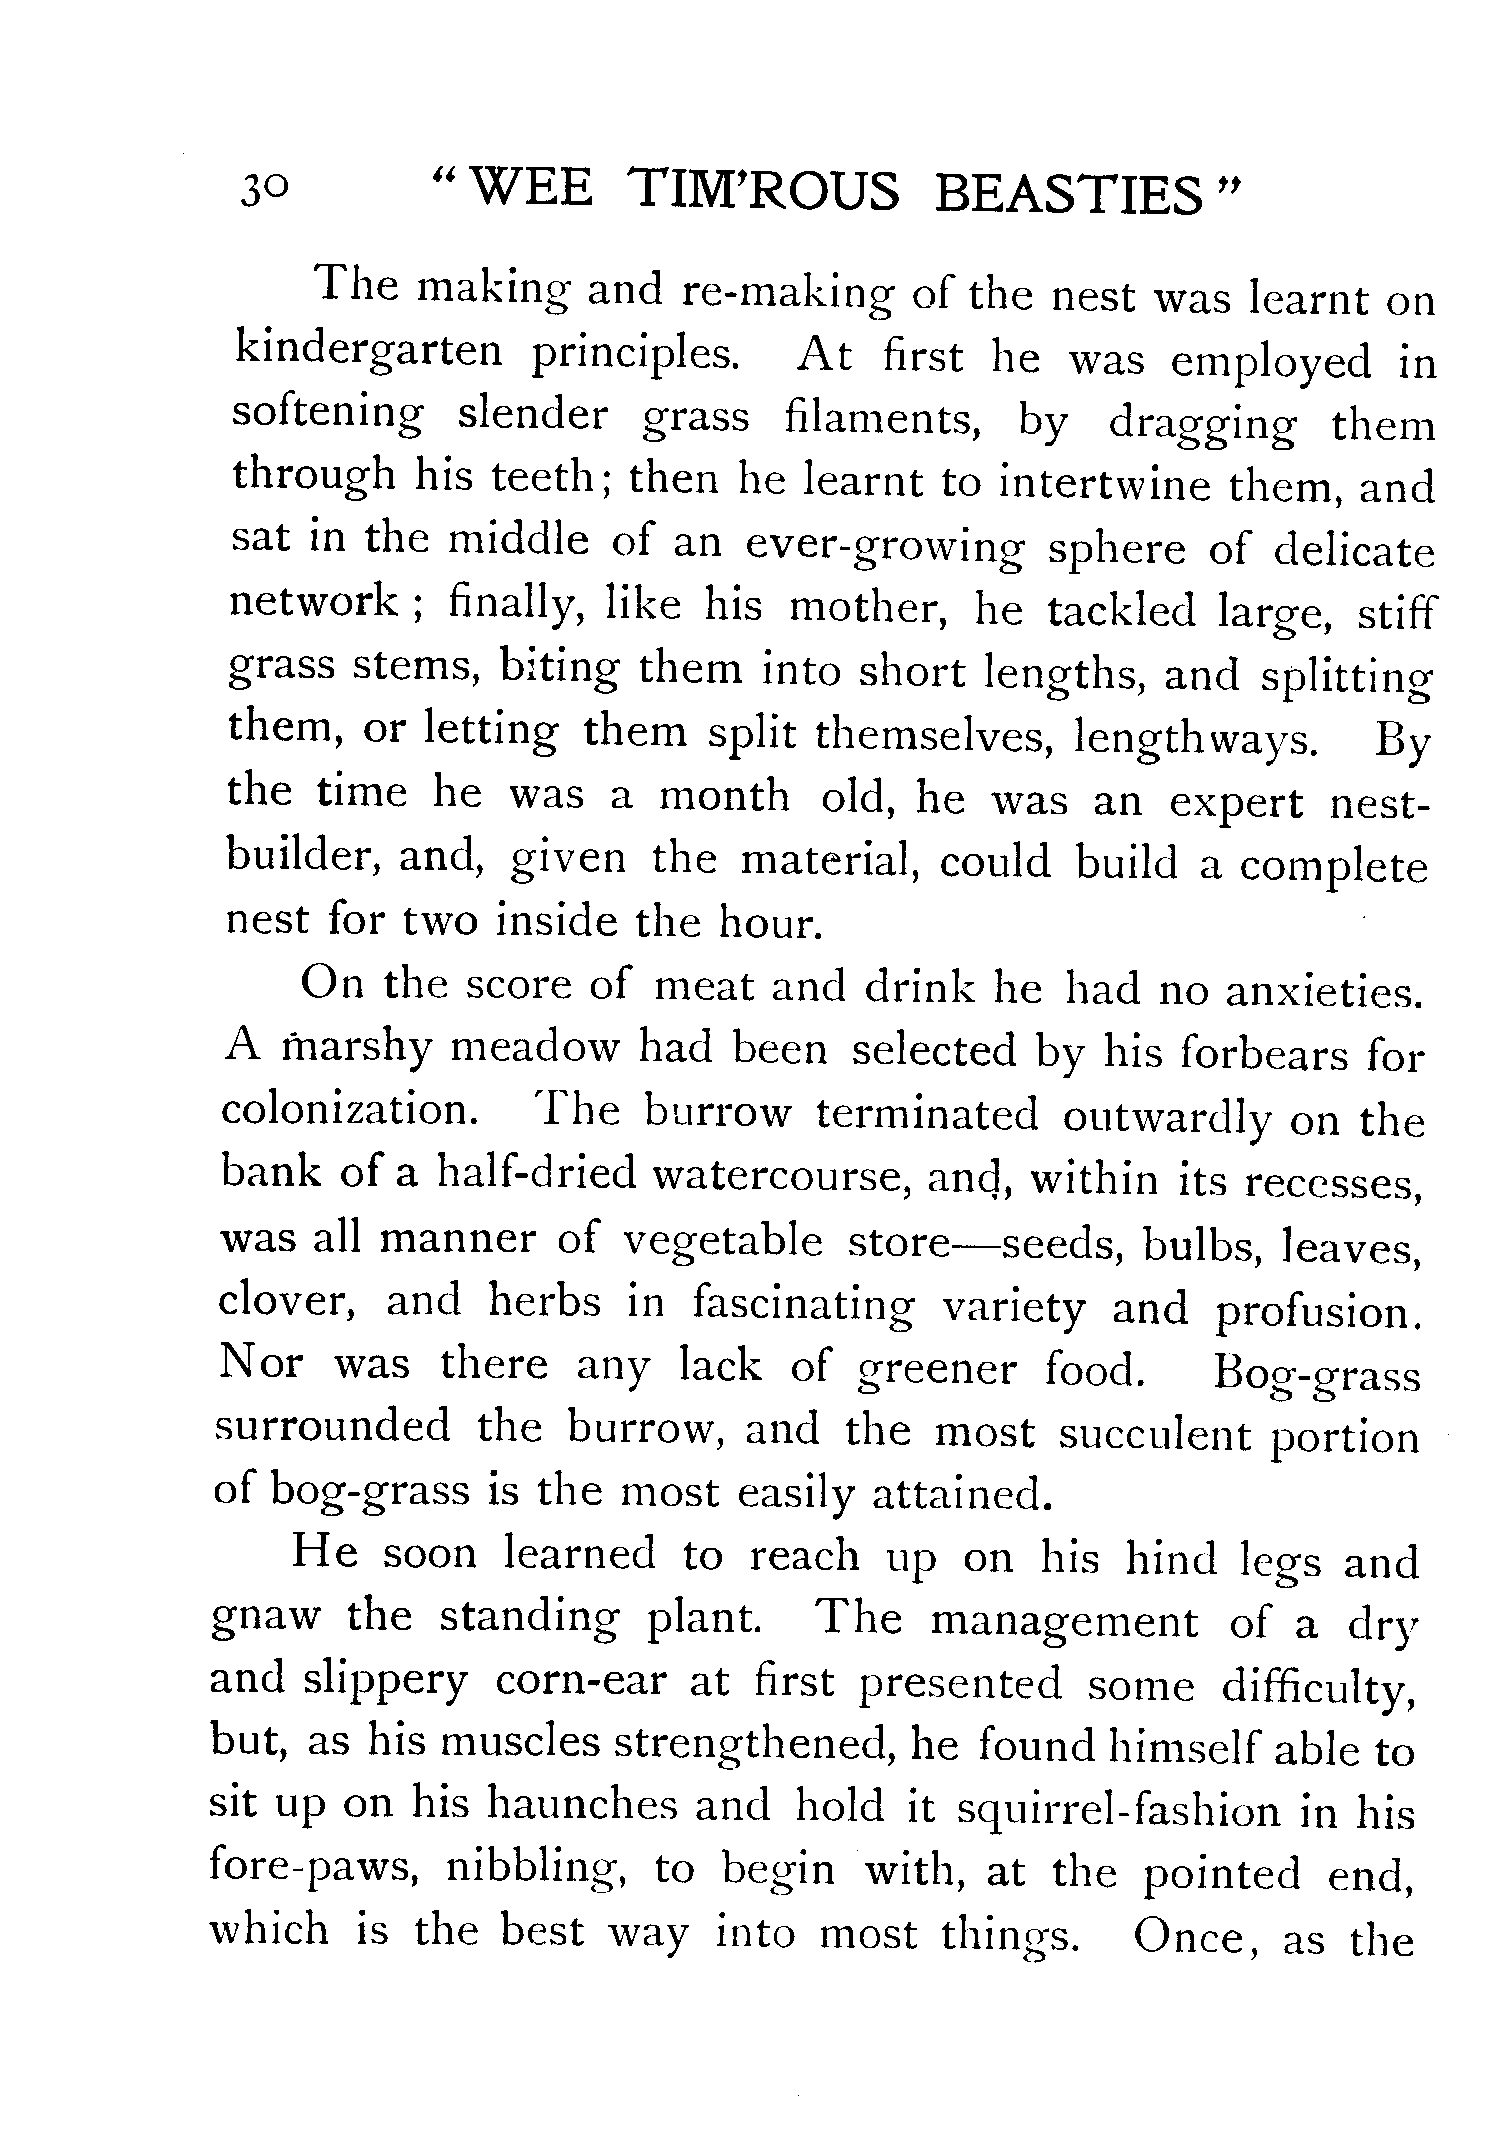 30 " WEE TIM'ROUS BEASTIES "
The making and re-making of the nest was learnt on
kindergarten principles. At first he was employed in
softening slender grass filaments, by dragging them
through his teeth; then he learnt to intertwine them, and
sat in the middle of an ever-growing sphere of delicate
network ; finally, like his mother, he tackled large, stiff
grass stems, biting them into short lengths, and splitting
them, or letting them split themselves, lengthways. By
the time he was a month old, he was an expert nest-
builder, and, given the material, could build a complete
nest for two inside the hour.
On the score of meat and drink he had no anxieties.
A marshy meadow had been selected by his forbears for
colonization. The burrow terminated outwardly on the
bank of a half-dried watercourse, and, within its recesses,
was all manner of vegetable store—seeds, bulbs, leaves,
clover, and herbs in fascinating variety and profusion.
Nor was there any lack of greener food. Bog-grass
surrounded the burrow, and the most succulent portion
of bog-grass is the most easily attained.
He soon learned to reach up on his hind legs and
gnaw the standing plant. The management of a dry
and slippery corn-ear at first presented some difficulty,
but, as his muscles strengthened, he found himself able to
sit up on his haunches and hold it squirrel-fashion in his
fore-paws, nibbling, to begin with, at the pointed end,
which is the best way into most things. Once, as the